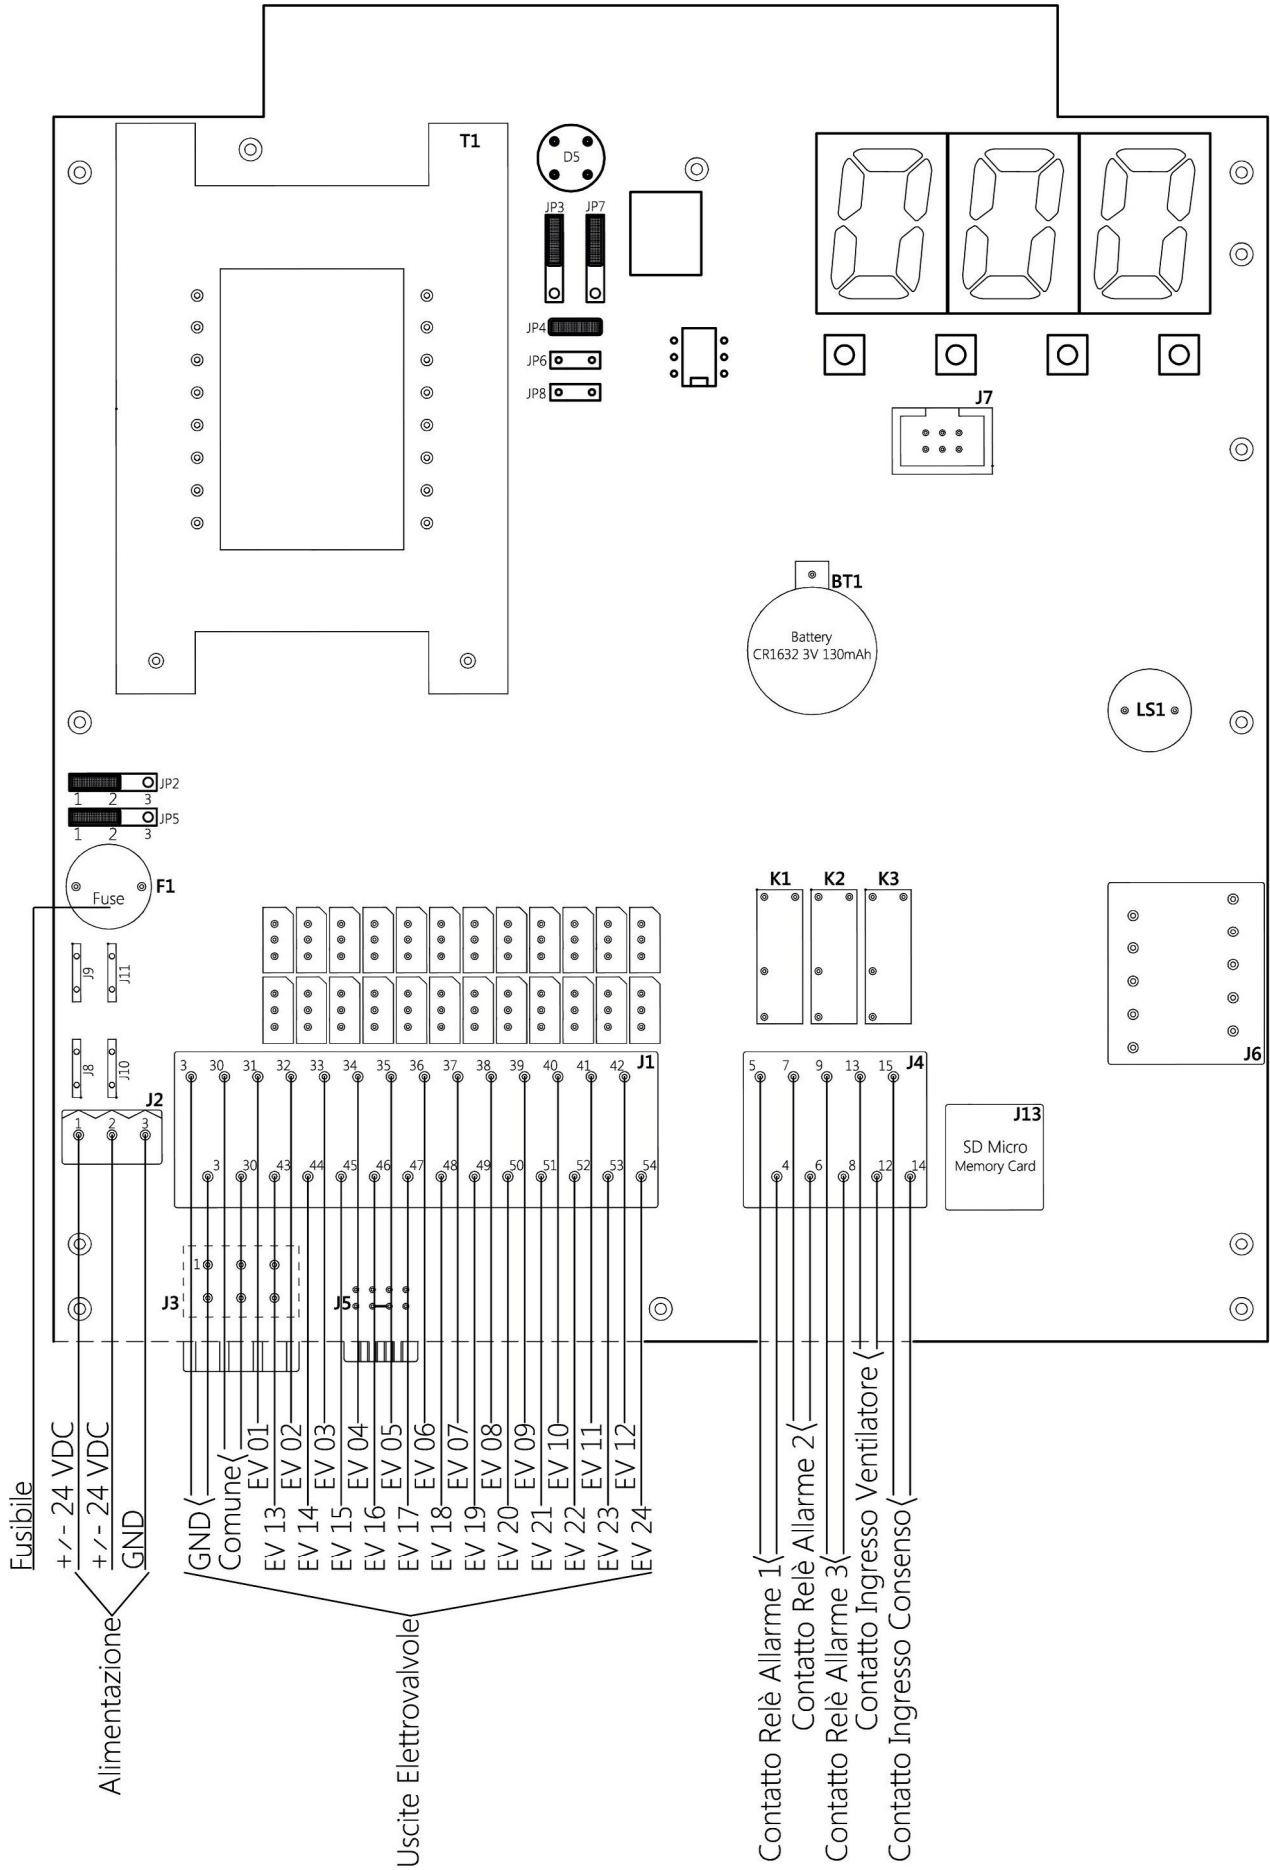 T1
D5
JP3 JP7
JP4
JP6
JP8
J7
BT1
Battery
CR1632 3V 130mAh
LS1
JP2
1 2 3
JP5
1 2 3
F1
Fuse
K1 K2 K3
J9 J11
J8 J10
J6
J2
1 2 3
J1
3 30 31 32 33 34 35 36 37 38 39 40 41 42
3 30 43 44 45 46 47 48 49 50 51 52 53 54
J4
5 7 9 13 15
4 6 8 12 14
J13
SD Micro
Memory Card
1
J3
J5
Fusibile
+/- 24 VDC
+/- 24 VDC
GND
Alimentazione
GND
Comune
EV 01
EV 02
EV 03
EV 04
EV 05
EV 06
EV 07
EV 08
EV 09
EV 10
EV 11
EV 12
EV 13
EV 14
EV 15
EV 16
EV 17
EV 18
EV 19
EV 20
EV 21
EV 22
EV 23
EV 24
Uscite Elettrovalvole
Contatto Relè Allarme 1
Contatto Relè Allarme 2
Contatto Relè Allarme 3
Contatto Ingresso Ventilatore
Contatto Ingresso Consenso